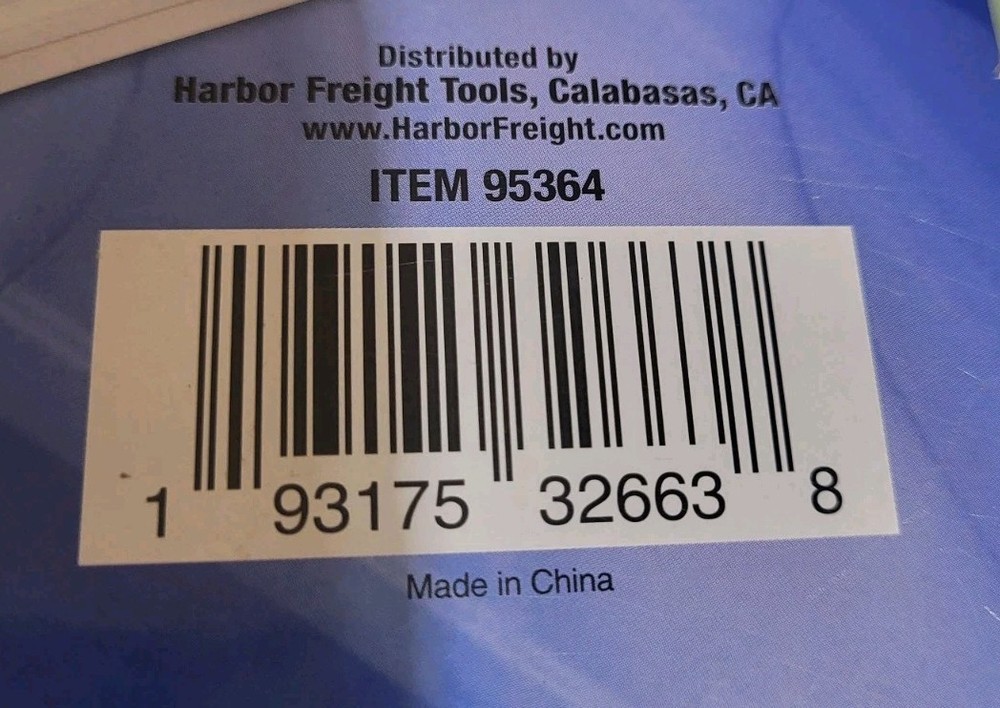 Distributed by
Harbor Freight Tools, Calabasas, CA
www.HarborFreight.com
ITEM 95364
1 93175 32663 8
Made in China